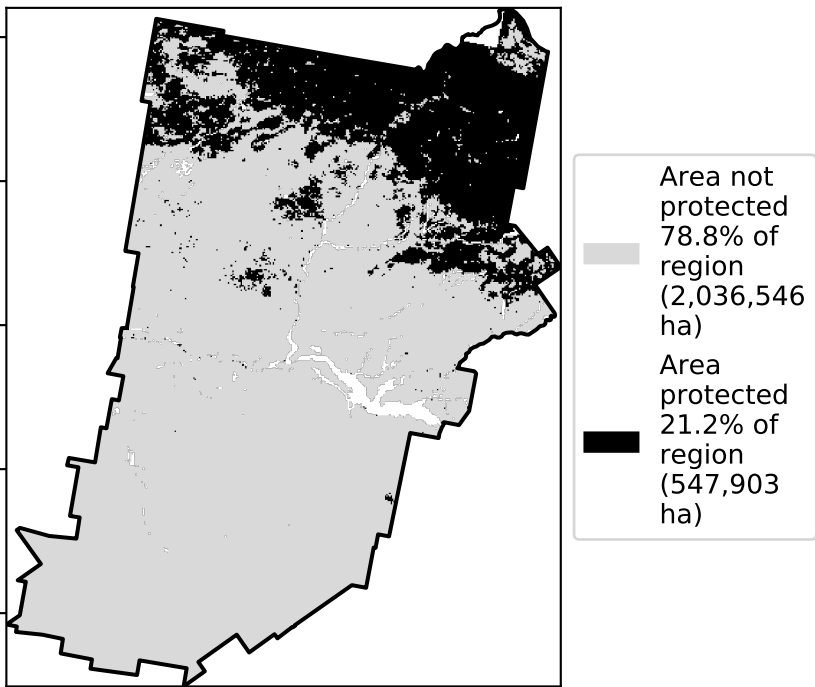 Area not
protected
78.8% of
region
(2,036,546
ha)
Area
protected
21.2% of
region
(547,903
ha)